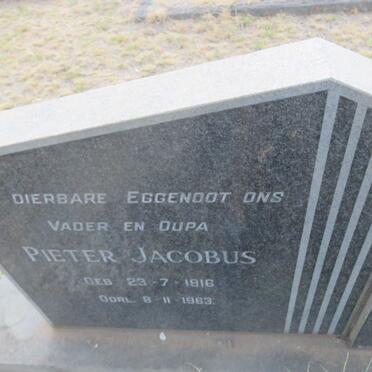 DIERBARE EGGENOOT ONS
VADER EN OUPA
PIETER JACOBUS
GEB. 23-7-1916
OORL. 8-11-1963.